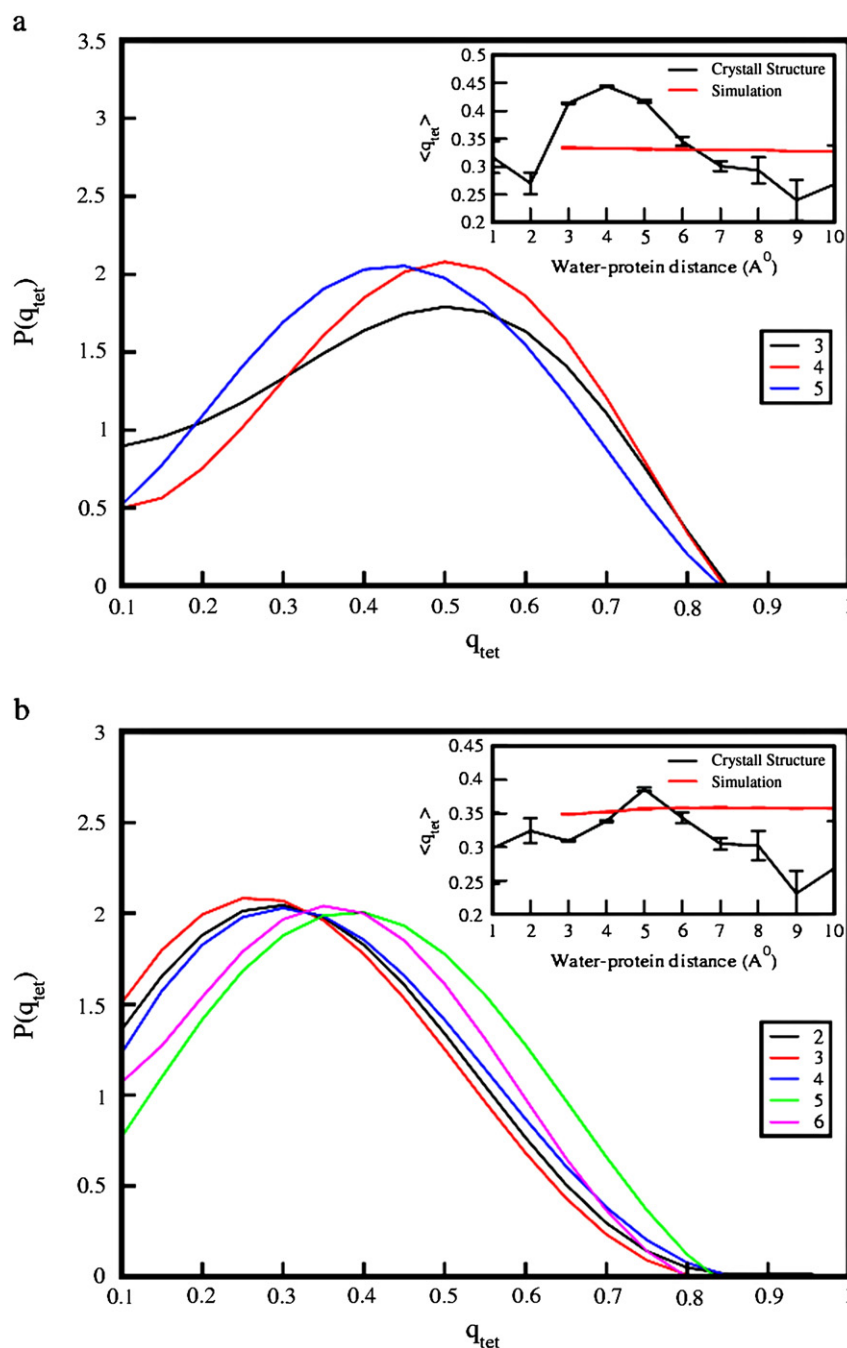 a
3.5
3
2.5
2
1.5
1
0.5
0
P(q_tet)
0.1 0.2 0.3 0.4 0.5 0.6 0.7 0.8 0.9 1
q_tet
0.5
0.45
0.4
0.35
0.3
0.25
0.2
<q_tet>
Crystall Structure
Simulation
1 2 3 4 5 6 7 8 9 10
Water-protein distance (A^0)
3
4
5
b
3
2.5
2
1.5
1
0.5
0
P(q_tet)
0.1 0.2 0.3 0.4 0.5 0.6 0.7 0.8 0.9 1
q_tet
0.45
0.4
0.35
0.3
0.25
0.2
<q_tet>
Crystall Structure
Simulation
1 2 3 4 5 6 7 8 9 10
Water-protein distance (A^0)
2
3
4
5
6